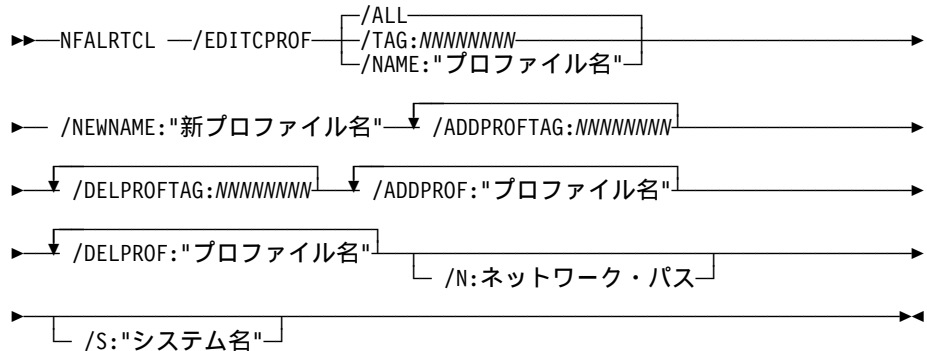 /ALL
NFALRTCL /EDITCPROF /TAG:NNNNNNNN
/NAME:"プロファイル名"
/NEWNAME:"新プロファイル名" /ADDPROFTAG:NNNNNNNN
/DELPROFTAG:NNNNNNNN /ADDPROF:"プロファイル名"
/DELPROF:"プロファイル名"
/N:ネットワーク・パス
/S:"システム名"